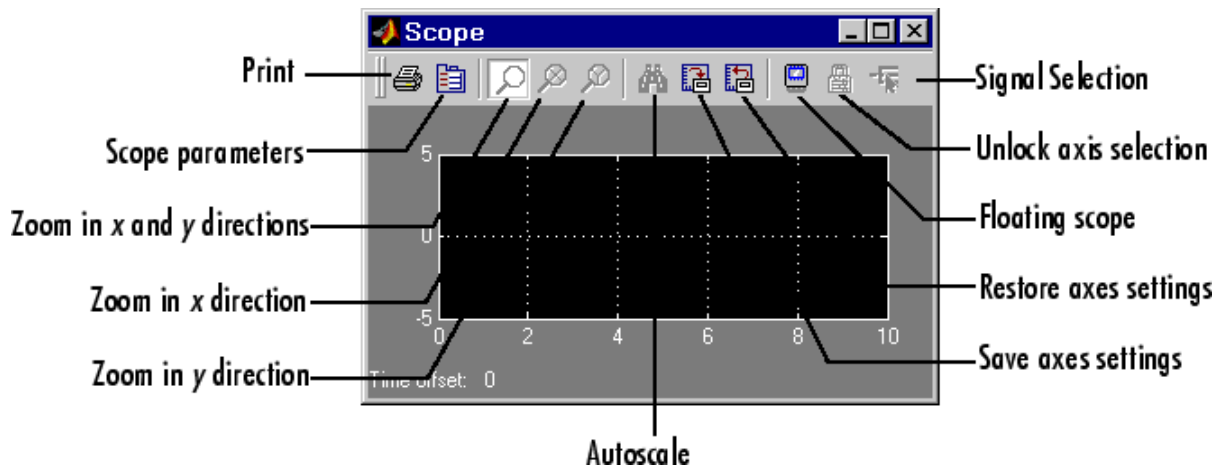 Scope
Print
Signal Selection
Scope parameters
Unlock axis selection
5
Zoom in x and y directions
Floating scope
0
Zoom in x direction
Restore axes settings
-5
0 2 4 6 8 10
Save axes settings
Zoom in y direction
Time offset: 0
Autoscale